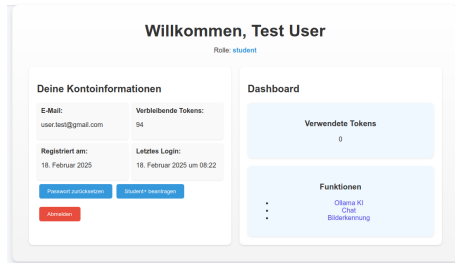 Willkommen, Test User
Rolle: student
Deine Kontoinformationen
E-Mail:
user.test@gmail.com
Verbleibende Tokens:
94
Registriert am:
18. Februar 2025
Letztes Login:
18. Februar 2025 um 08:22
Passwort zurücksetzen
Student+ beantragen
Abmelden
Dashboard
Verwendete Tokens
0
Funktionen
Ollama KI
Chat
Bilderkennung